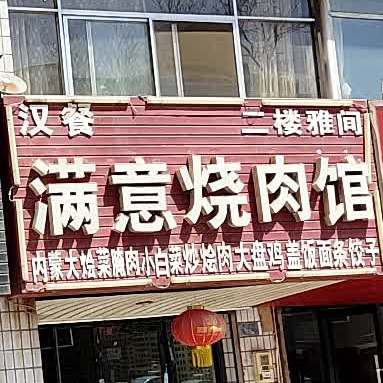 汉餐 二楼雅间
满意烧肉馆
内蒙大烩菜腌肉小白菜炒烩肉大盘鸡盖饭面条饺子